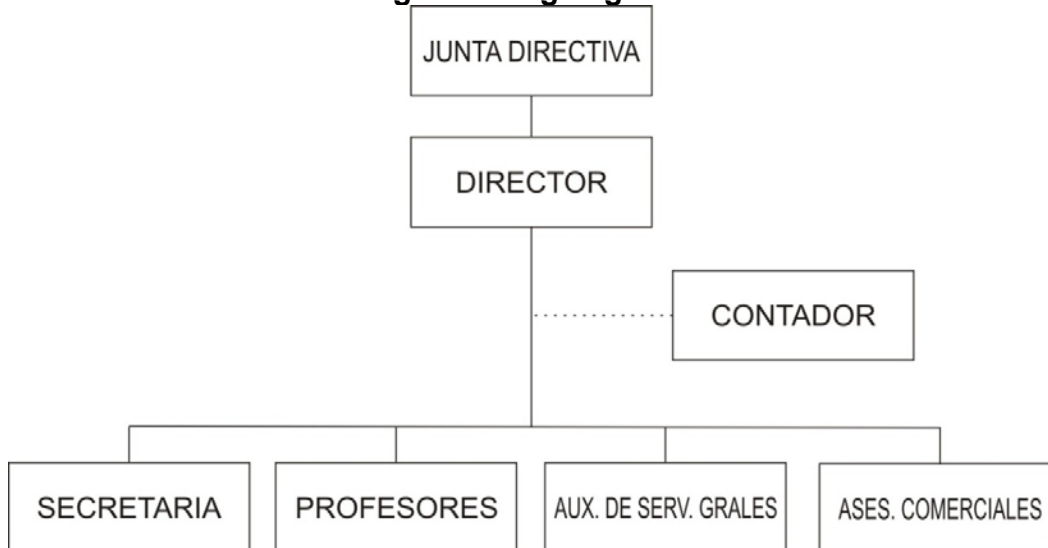 JUNTA DIRECTIVA
DIRECTOR
CONTADOR
SECRETARIA
PROFESORES
AUX. DE SERV. GRALES
ASES. COMERCIALES